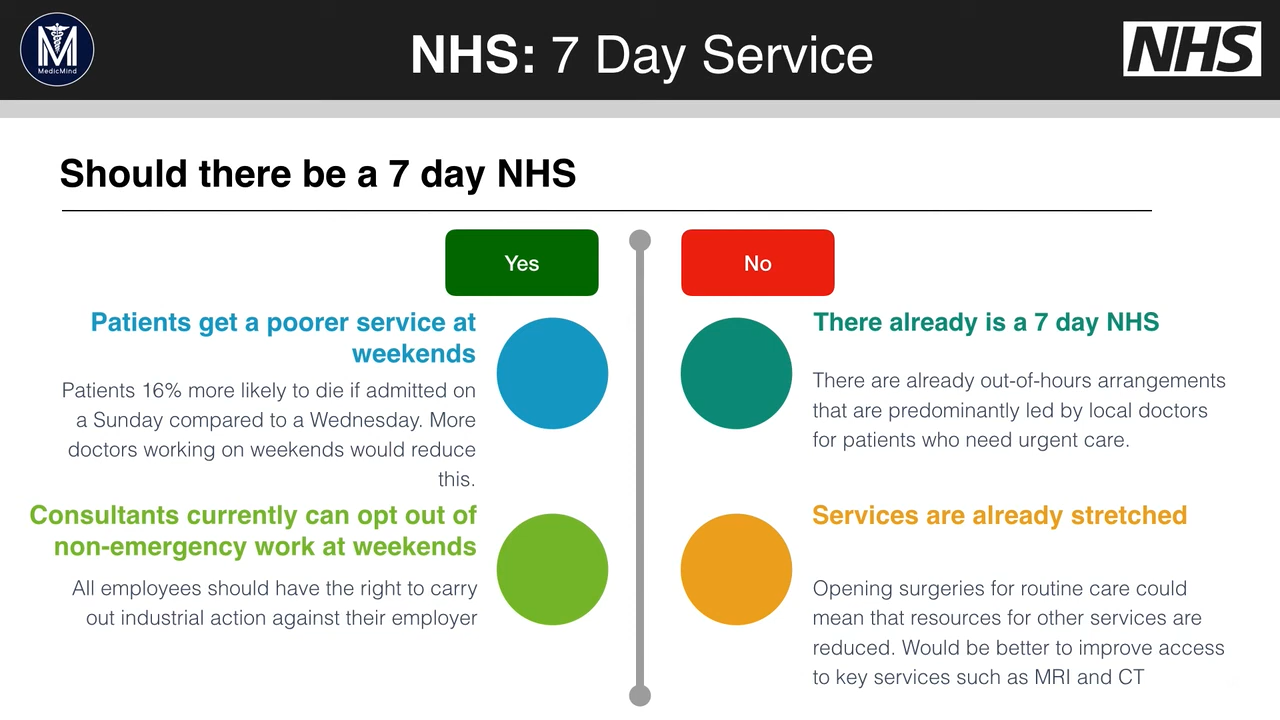 MedicMind
NHS: 7 Day Service
NHS
Should there be a 7 day NHS
Yes
No
Patients get a poorer service at
weekends
Patients 16% more likely to die if admitted on
a Sunday compared to a Wednesday. More
doctors working on weekends would reduce
this.
There already is a 7 day NHS
There are already out-of-hours arrangements
that are predominantly led by local doctors
for patients who need urgent care.
Consultants currently can opt out of
non-emergency work at weekends
All employees should have the right to carry
out industrial action against their employer
Services are already stretched
Opening surgeries for routine care could
mean that resources for other services are
reduced. Would be better to improve access
to key services such as MRI and CT